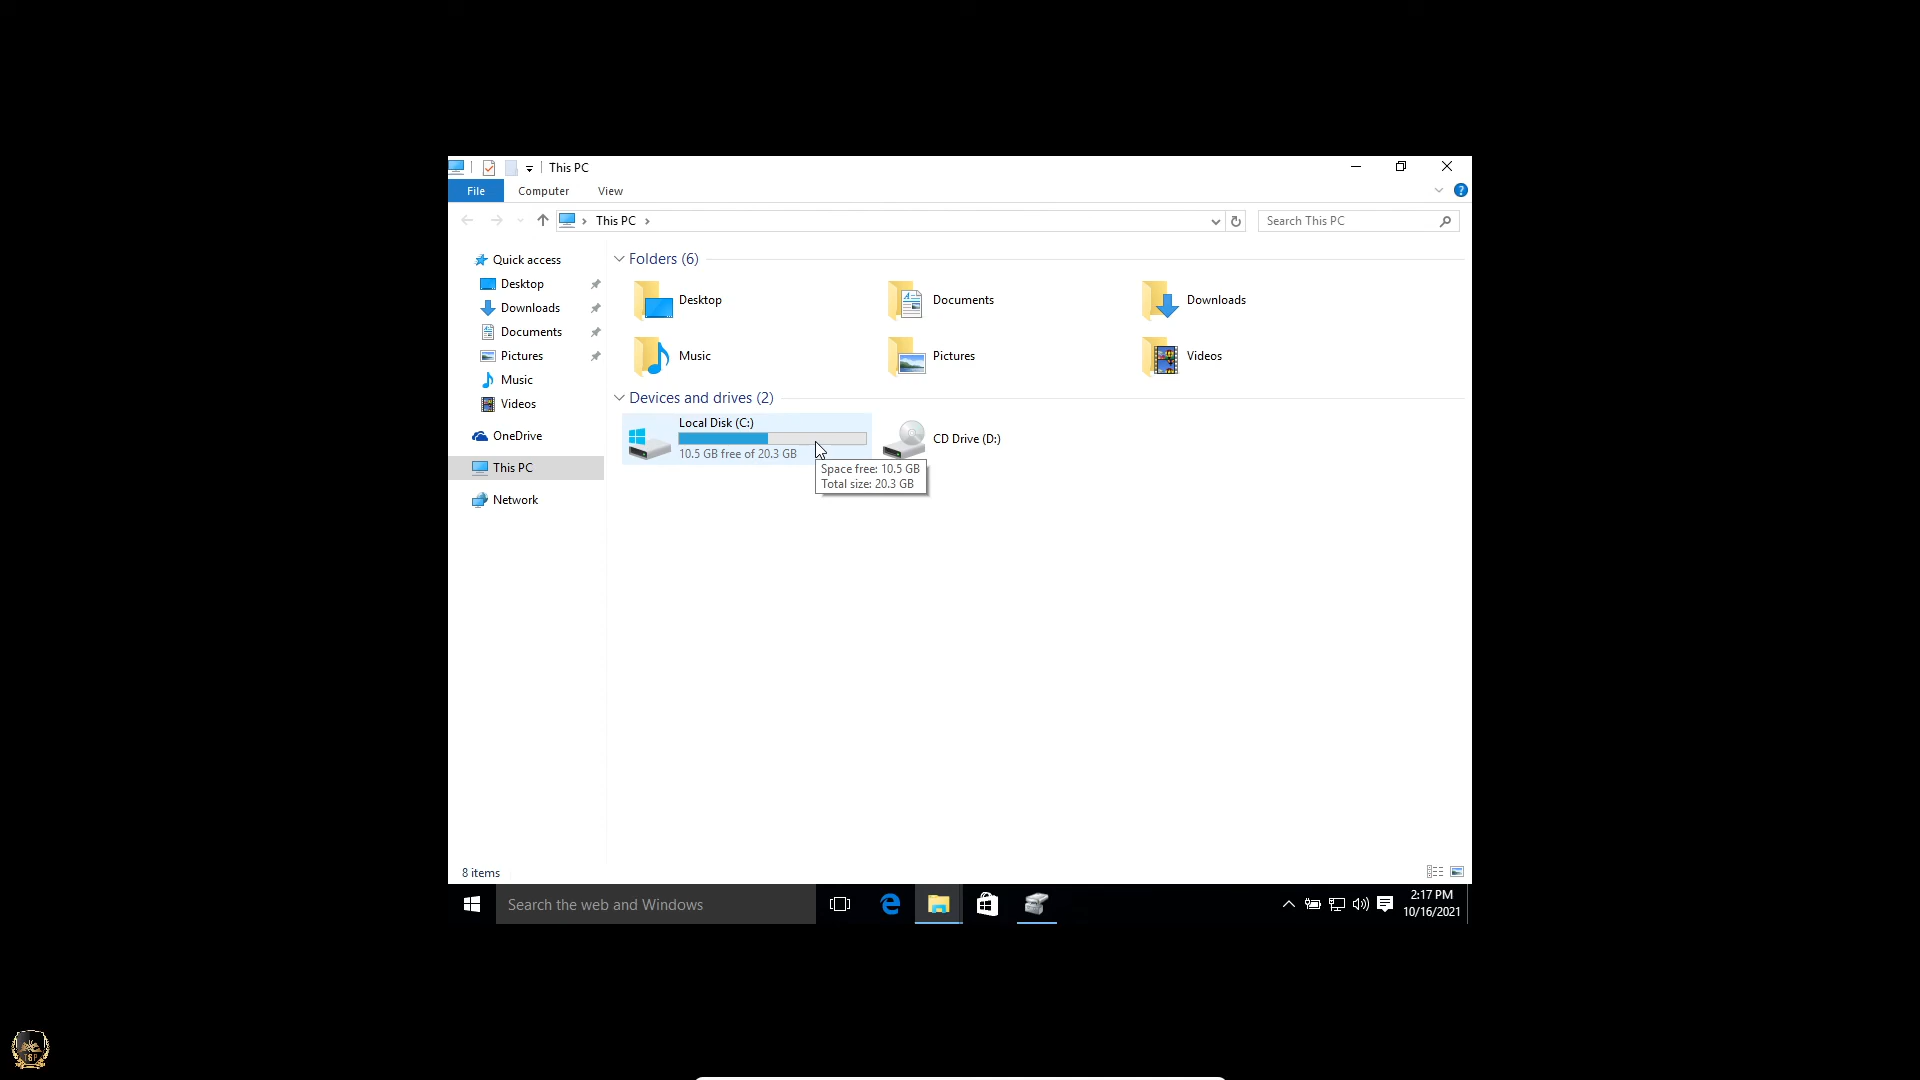 This PC
File Computer View
This PC
Search This PC
Quick access
Desktop
Downloads
Documents
Pictures
Music
Videos
OneDrive
This PC
Network
Folders (6)
Desktop
Documents
Downloads
Music
Pictures
Videos
Devices and drives (2)
Local Disk (C:)
10.5 GB free of 20.3 GB
CD Drive (D:)
Space free: 10.5 GB
Total size: 20.3 GB
8 items
Search the web and Windows
2:17 PM
10/16/2021